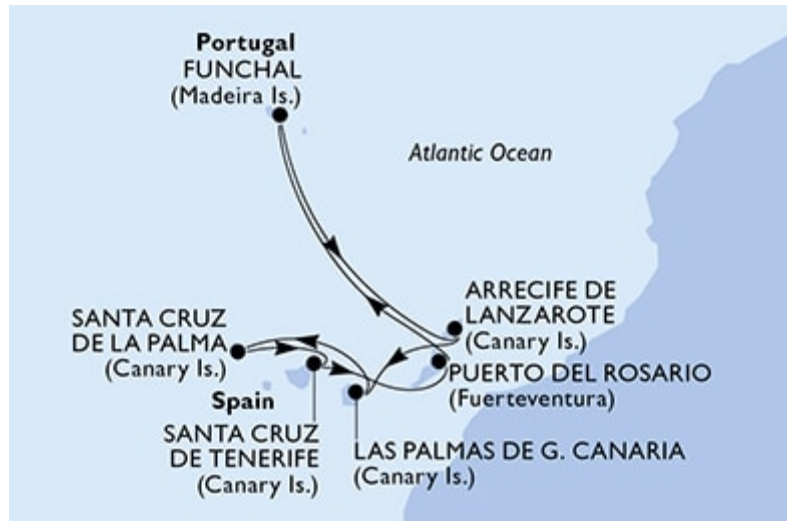 Portugal
FUNCHAL
(Madeira Is.)
Atlantic Ocean
ARRECIFE DE
LANZAROTE
(Canary Is.)
SANTA CRUZ
DE LA PALMA
(Canary Is.)
PUERTO DEL ROSARIO
(Fuerteventura)
Spain
SANTA CRUZ
DE TENERIFE
(Canary Is.)
LAS PALMAS DE G. CANARIA
(Canary Is.)